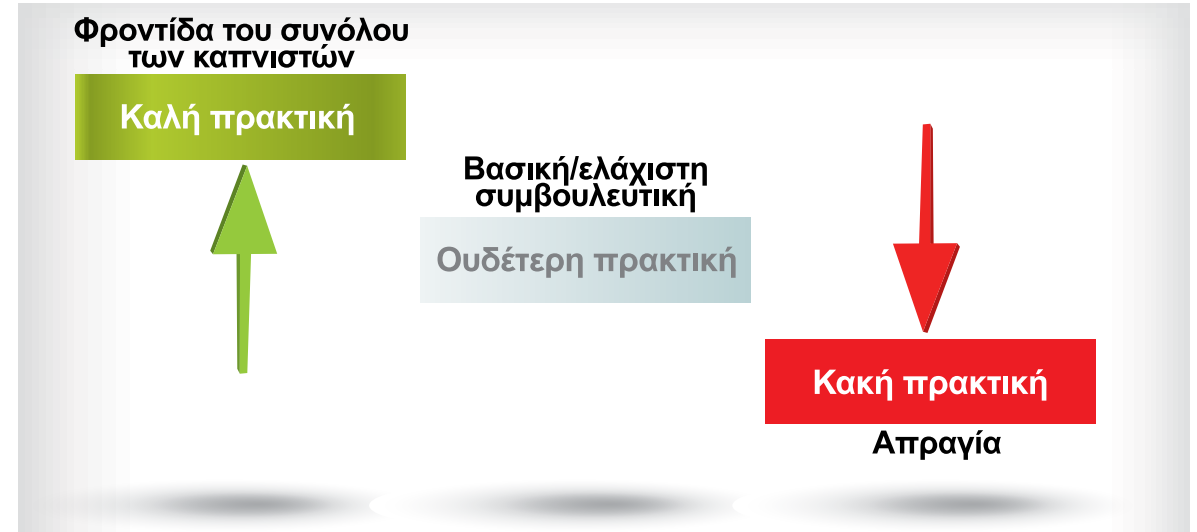 Φροντίδα του συνόλου
των καπνιστών
Καλή πρακτική
Βασική/ελάχιστη
συμβουλευτική
Ουδέτερη πρακτική
Κακή πρακτική
Απραγία